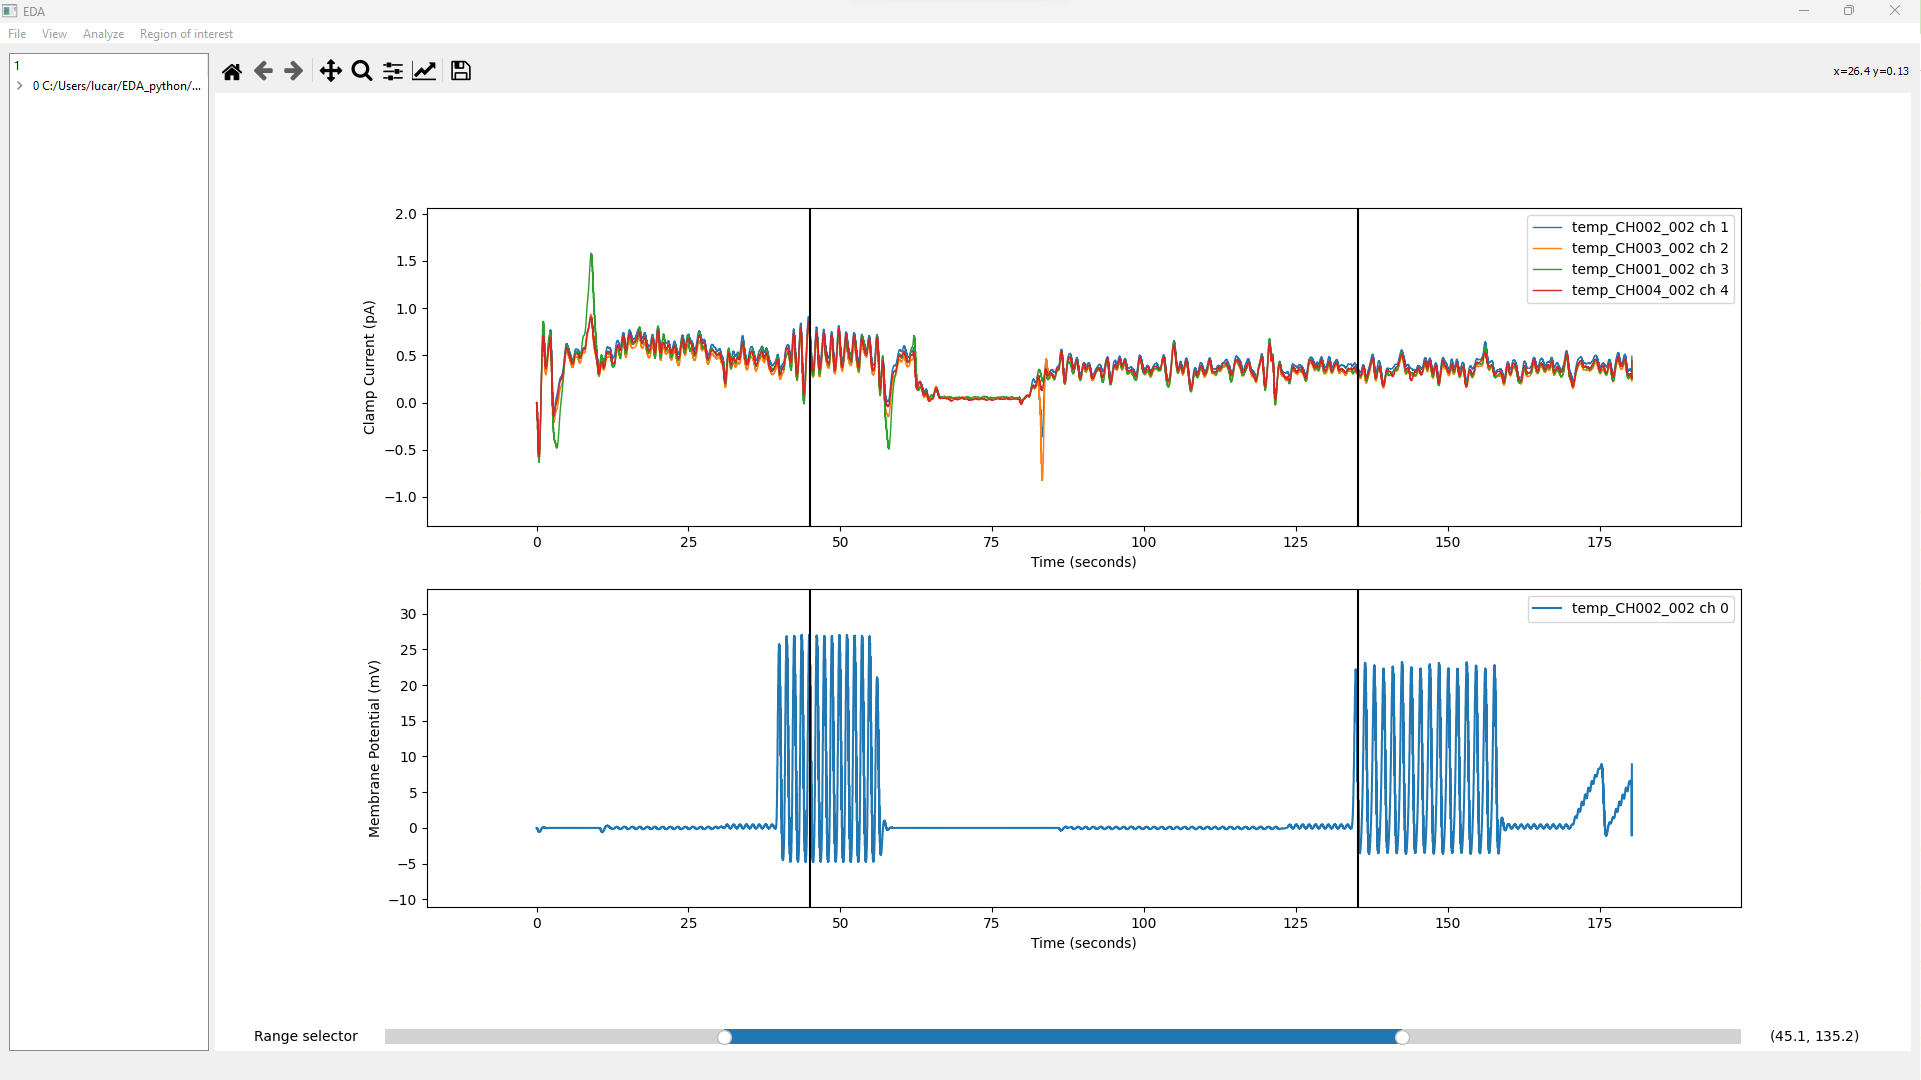 EDA
File View Analyze Region of interest
1
0 C:/Users/lucar/EDA_python/...
x=26.4 y=0.13
2.0
1.5
1.0
0.5
0.0
−0.5
−1.0
Clamp Current (pA)
temp_CH002_002 ch 1
temp_CH003_002 ch 2
temp_CH001_002 ch 3
temp_CH004_002 ch 4
0 25 50 75 100 125 150 175
Time (seconds)
30
25
20
15
10
5
0
−5
−10
Membrane Potential (mV)
temp_CH002_002 ch 0
0 25 50 75 100 125 150 175
Time (seconds)
Range selector
(45.1, 135.2)